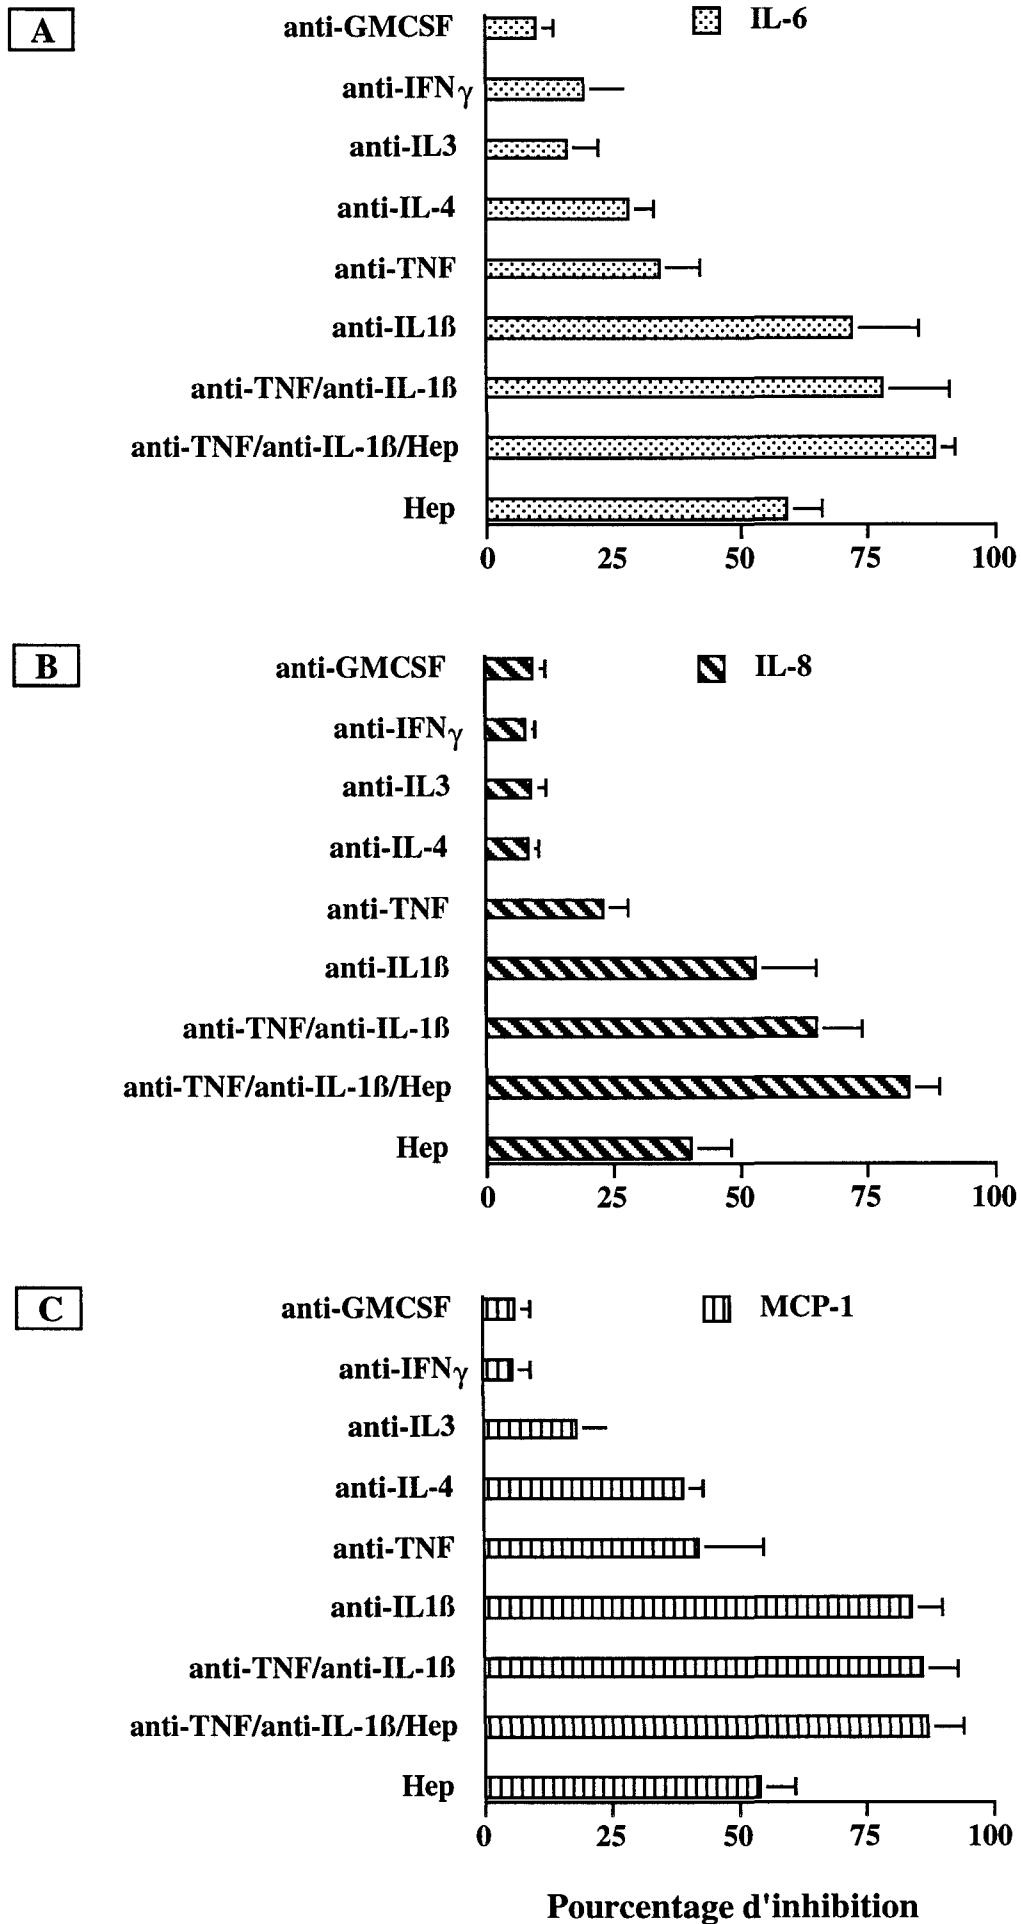 A
anti-GMCSF
IL-6
anti-IFNγ
anti-IL3
anti-IL-4
anti-TNF
anti-IL1ß
anti-TNF/anti-IL-1ß
anti-TNF/anti-IL-1ß/Hep
Hep
0 25 50 75 100
B
anti-GMCSF
IL-8
anti-IFNγ
anti-IL3
anti-IL-4
anti-TNF
anti-IL1ß
anti-TNF/anti-IL-1ß
anti-TNF/anti-IL-1ß/Hep
Hep
0 25 50 75 100
C
anti-GMCSF
MCP-1
anti-IFNγ
anti-IL3
anti-IL-4
anti-TNF
anti-IL1ß
anti-TNF/anti-IL-1ß
anti-TNF/anti-IL-1ß/Hep
Hep
0 25 50 75 100
Pourcentage d'inhibition